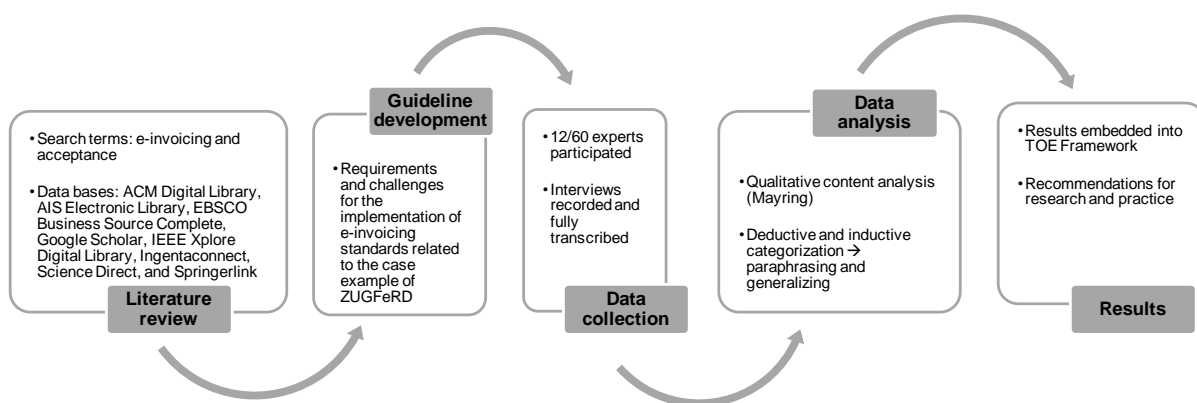 • Search terms: e-invoicing and
acceptance
• Data bases: ACM Digital Library,
AIS Electronic Library, EBSCO
Business Source Complete,
Google Scholar, IEEE Xplore
Digital Library, Ingentaconnect,
Science Direct, and Springerlink
Literature
review
Guideline
development
• Requirements
and challenges
for the
implementation of
e-invoicing
standards related
to the case
example of
ZUGFeRD
• 12/60 experts
participated
• Interviews
recorded and
fully
transcribed
Data
collection
Data
analysis
• Qualitative content analysis
(Mayring)
• Deductive and inductive
categorization →
paraphrasing and
generalizing
• Results embedded into
TOE Framework
• Recommendations for
research and practice
Results